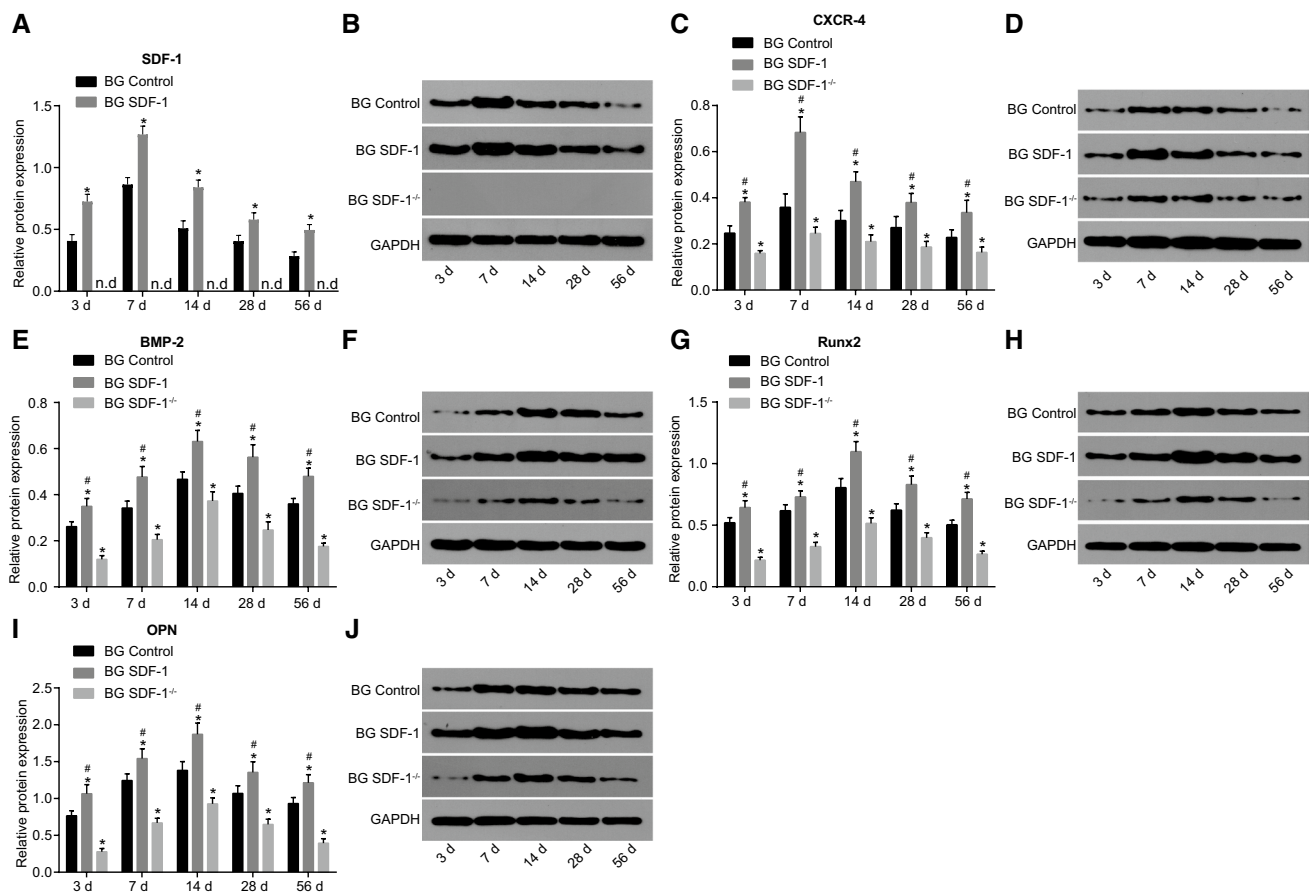 A
SDF-1
BG Control
BG SDF-1
Relative protein expression
1.5
1.0
0.5
0.0
* * * * *
n.d n.d n.d n.d n.d
3 d 7 d 14 d 28 d 56 d
B
BG Control
BG SDF-1
BG SDF-1-/-
GAPDH
3 d 7 d 14 d 28 d 56 d
C
CXCR-4
BG Control
BG SDF-1
BG SDF-1-/-
Relative protein expression
0.8
0.6
0.4
0.2
0.0
# # # # #
* * * * *
* * * * *
3 d 7 d 14 d 28 d 56 d
D
BG Control
BG SDF-1
BG SDF-1-/-
GAPDH
3 d 7 d 14 d 28 d 56 d
E
BMP-2
BG Control
BG SDF-1
BG SDF-1-/-
Relative protein expression
0.8
0.6
0.4
0.2
0.0
# # # # #
* * * * *
* * * * *
3 d 7 d 14 d 28 d 56 d
F
BG Control
BG SDF-1
BG SDF-1-/-
GAPDH
3 d 7 d 14 d 28 d 56 d
G
Runx2
BG Control
BG SDF-1
BG SDF-1-/-
Relative protein expression
1.5
1.0
0.5
0.0
# # # # #
* * * * *
* * * * *
3 d 7 d 14 d 28 d 56 d
H
BG Control
BG SDF-1
BG SDF-1-/-
GAPDH
3 d 7 d 14 d 28 d 56 d
I
OPN
BG Control
BG SDF-1
BG SDF-1-/-
Relative protein expression
2.5
2.0
1.5
1.0
0.5
0.0
# # # # #
* * * * *
* * * * *
3 d 7 d 14 d 28 d 56 d
J
BG Control
BG SDF-1
BG SDF-1-/-
GAPDH
3 d 7 d 14 d 28 d 56 d